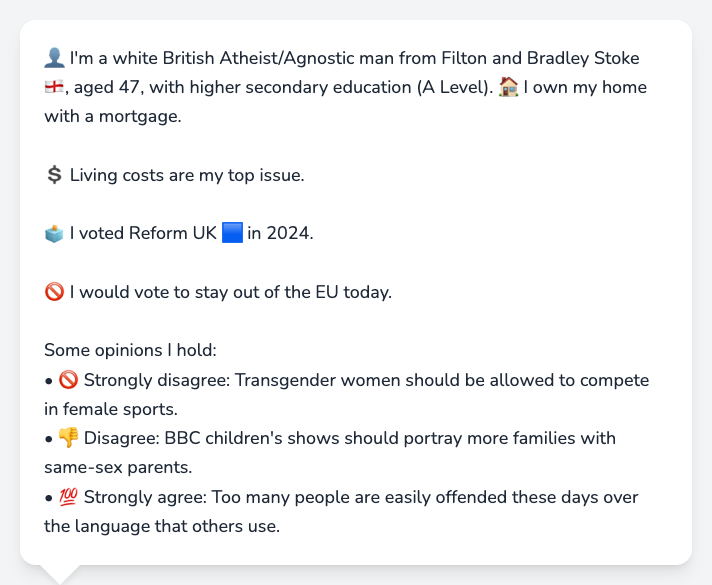 👤 I'm a white British Atheist/Agnostic man from Filton and Bradley Stoke
🏴󠁧󠁢󠁥󠁮󠁧󠁿, aged 47, with higher secondary education (A Level). 🏠 I own my home
with a mortgage.
💲 Living costs are my top issue.
🗳️ I voted Reform UK 🟦 in 2024.
🚫 I would vote to stay out of the EU today.
Some opinions I hold:
• 🚫 Strongly disagree: Transgender women should be allowed to compete
in female sports.
• 👎 Disagree: BBC children's shows should portray more families with
same-sex parents.
• 💯 Strongly agree: Too many people are easily offended these days over
the language that others use.